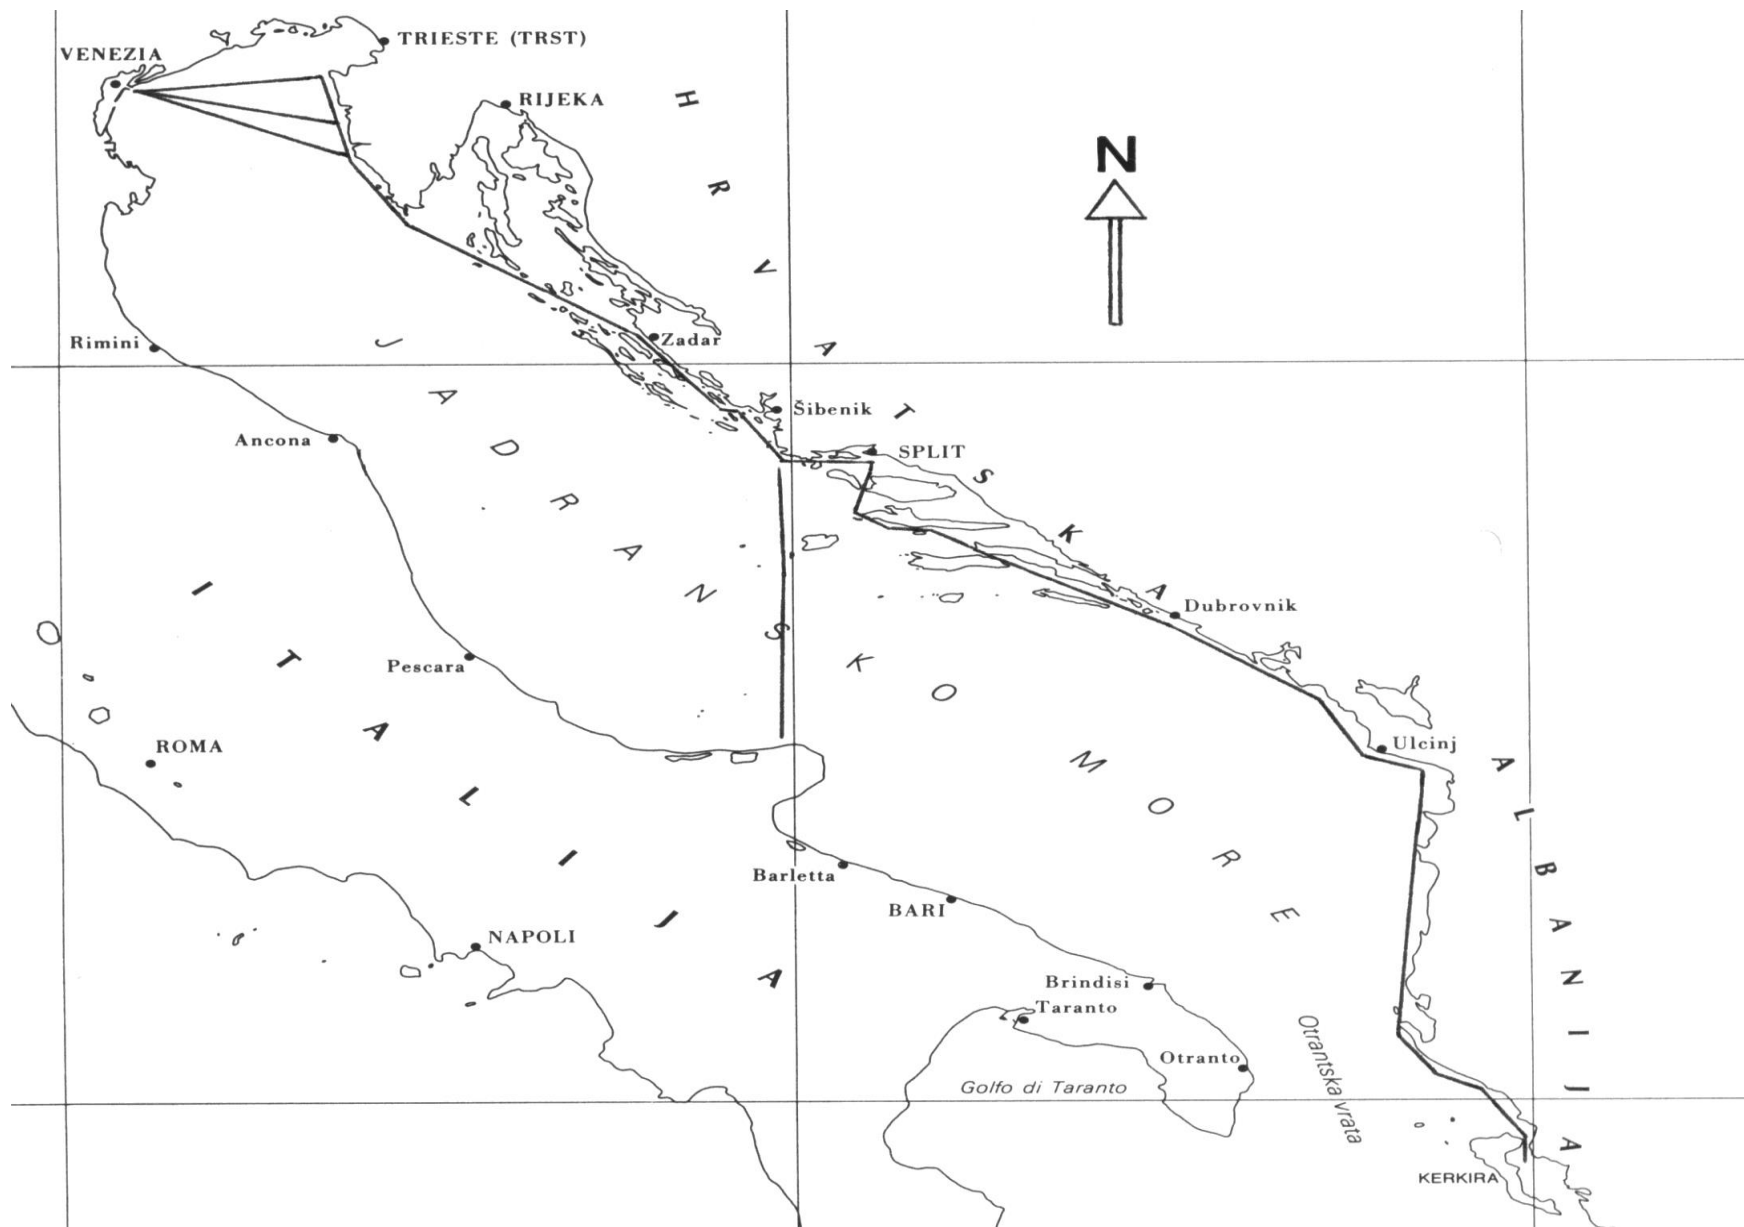 VENEZIA
TRIESTE (TRST)
RIJEKA
HRVATSKA
N
Rimini
Zadar
JADRANSKO MORE
Ancona
Šibenik
SPLIT
Dubrovnik
ITALIJA
Pescara
ROMA
Ulcinj
ALBANIJA
Barletta
BARI
NAPOLI
Brindisi
Taranto
Otranto
Golfo di Taranto
Otrantska vrata
KERKIRA